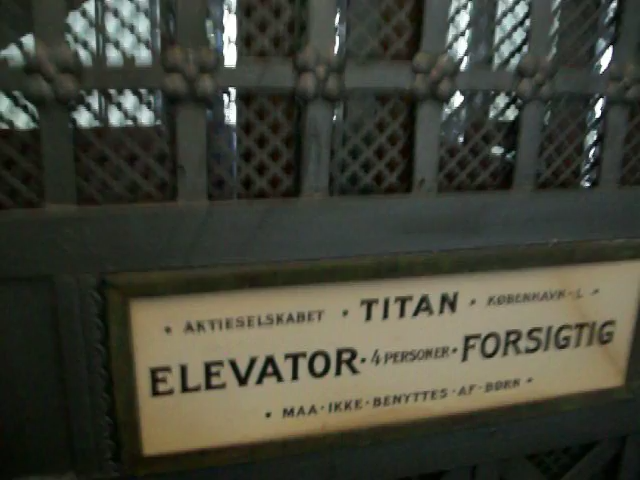 • AKTIESELSKABET • TITAN • KØBENHAVN-L •
ELEVATOR • 4 PERSONER • FORSIGTIG
• MAA • IKKE • BENYTTES • AF • BØRN •